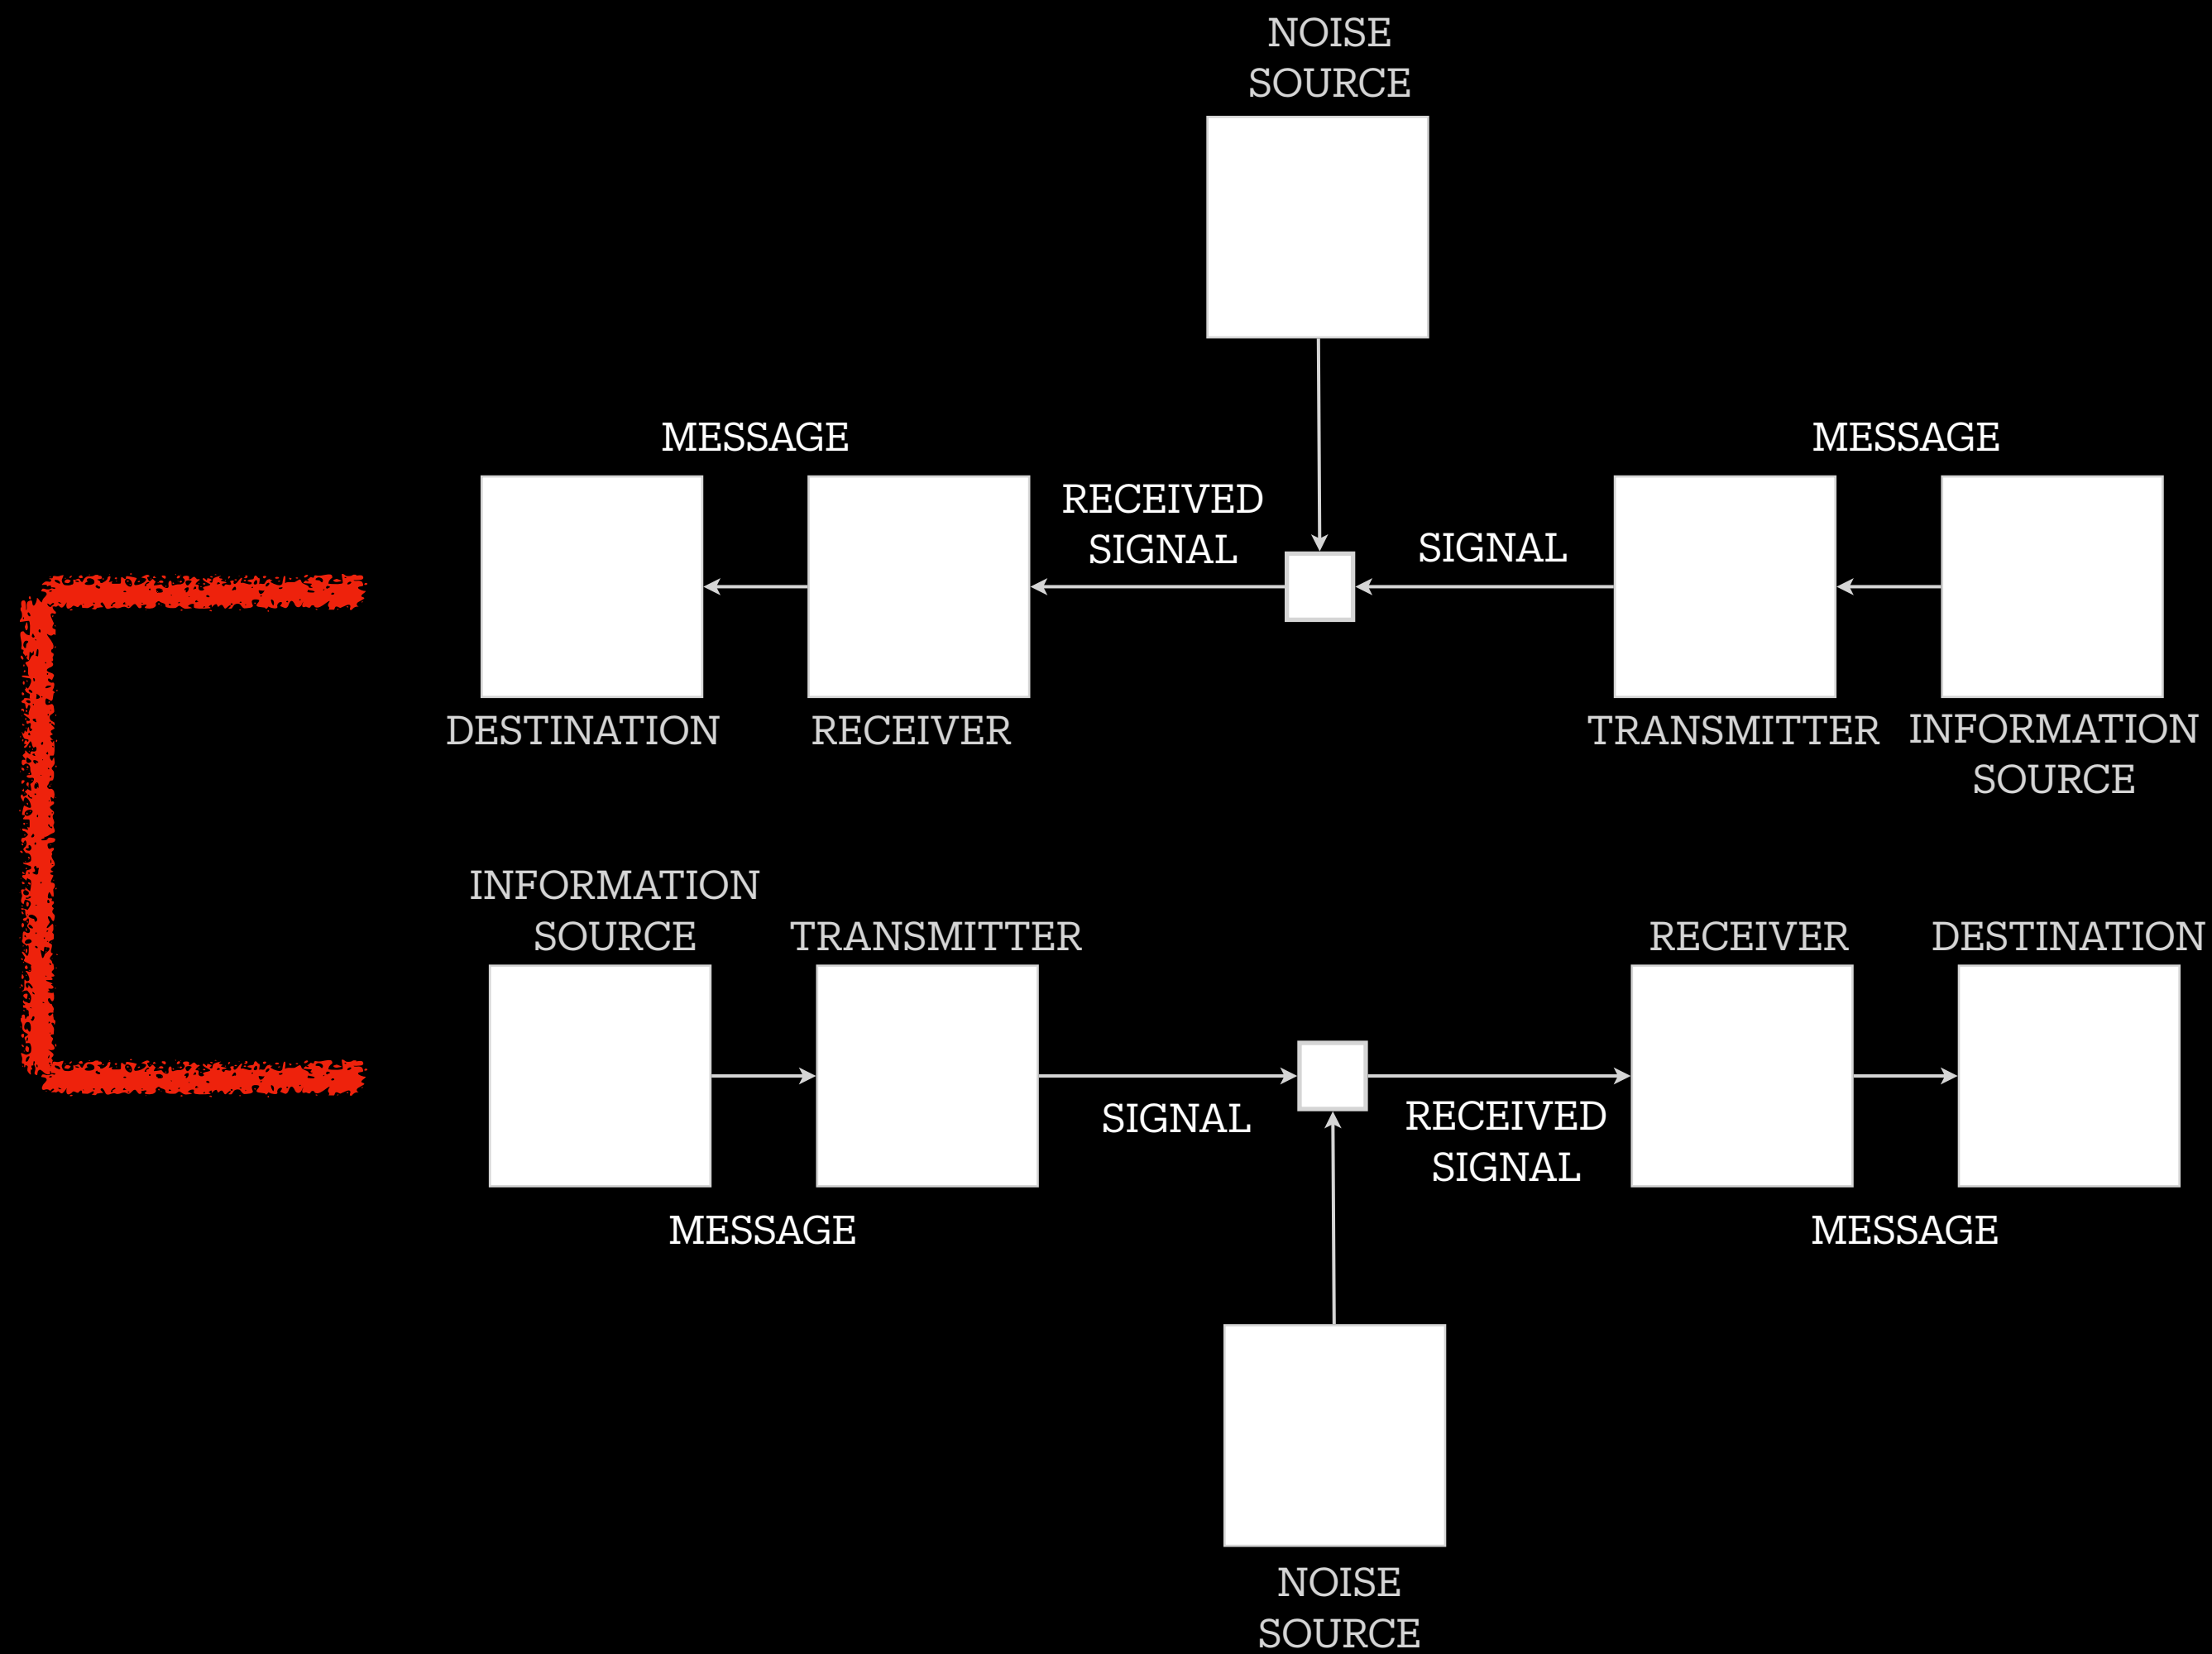 NOISE
SOURCE
MESSAGE
MESSAGE
RECEIVED
SIGNAL
SIGNAL
DESTINATION
RECEIVER
TRANSMITTER
INFORMATION
SOURCE
INFORMATION
SOURCE
TRANSMITTER
RECEIVER
DESTINATION
SIGNAL
RECEIVED
SIGNAL
MESSAGE
MESSAGE
NOISE
SOURCE